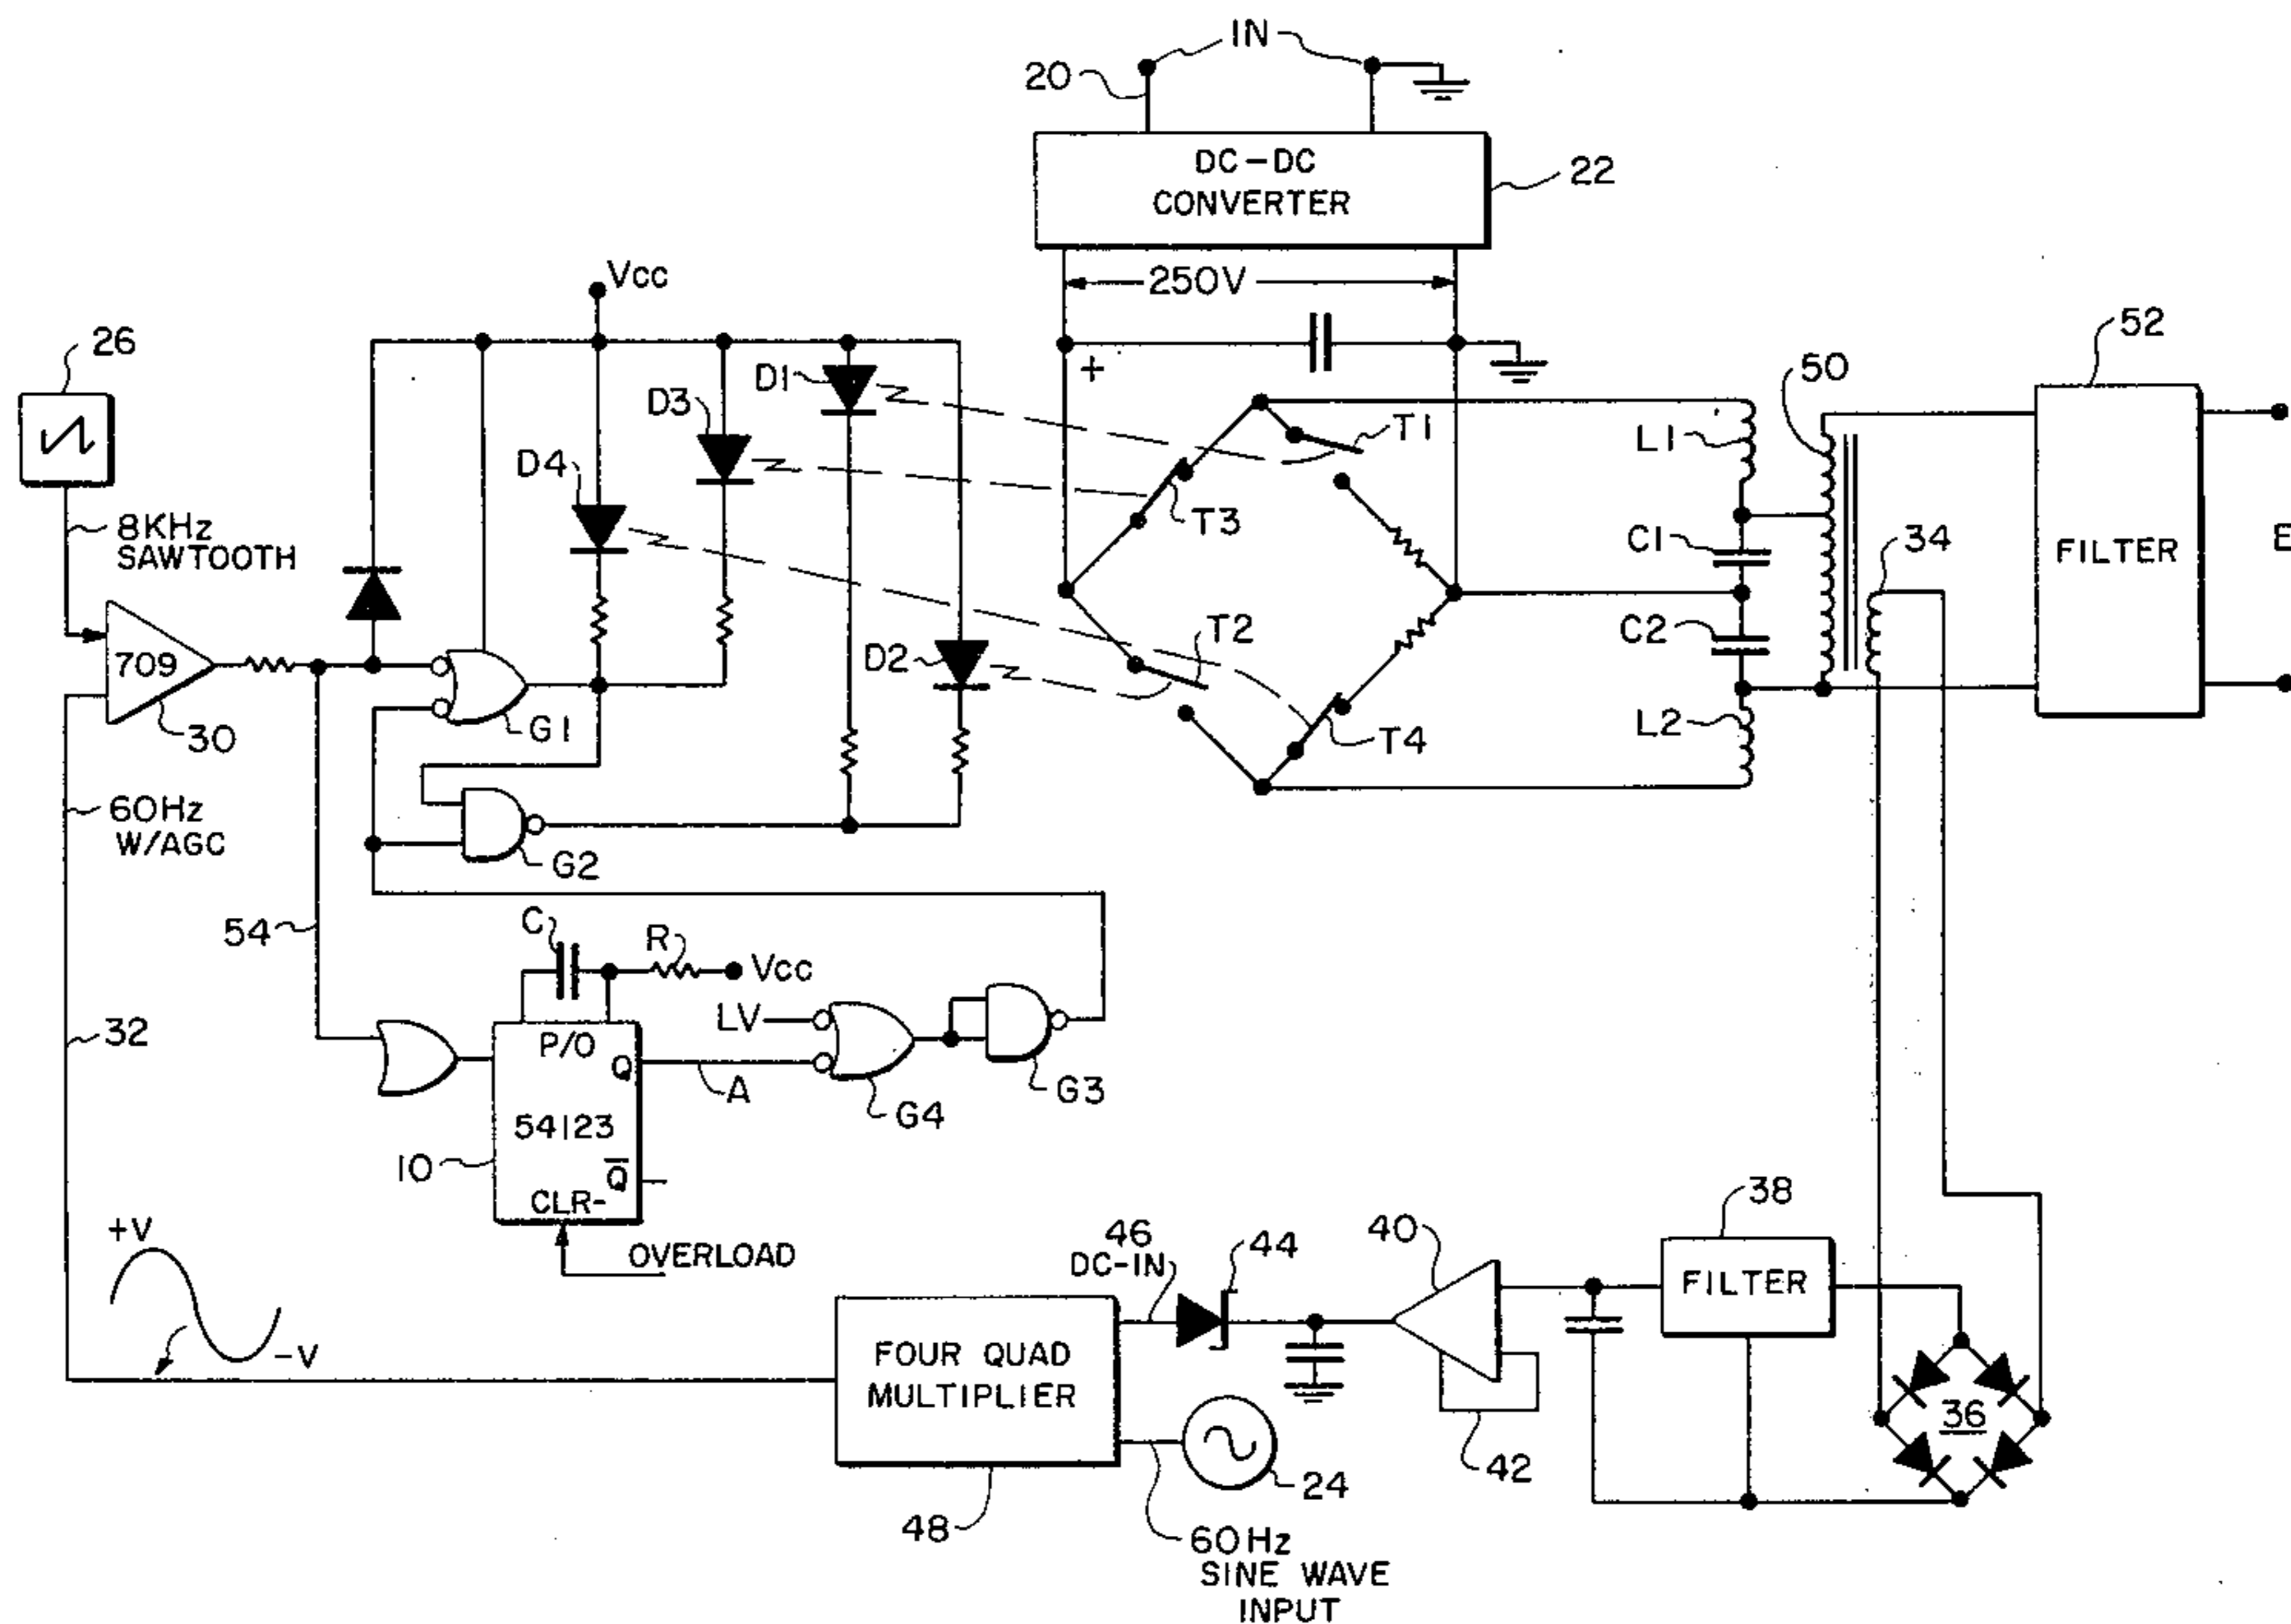 IN
20
DC-DC
CONVERTER
22
250V
+
Vcc
26
8KHz
SAWTOOTH
709
30
60Hz
W/AGC
32
54
D4
D3
D1
D2
G1
G2
T1
T3
T2
T4
L1
C1
C2
L2
50
34
52
FILTER
E
C
R
Vcc
P/O
Q
54123
Q
CLR-
10
OVERLOAD
LV
A
G4
G3
+V
-V
FOUR QUAD
MULTIPLIER
48
46
DC-IN
44
40
42
38
FILTER
36
24
60Hz
SINE WAVE
INPUT